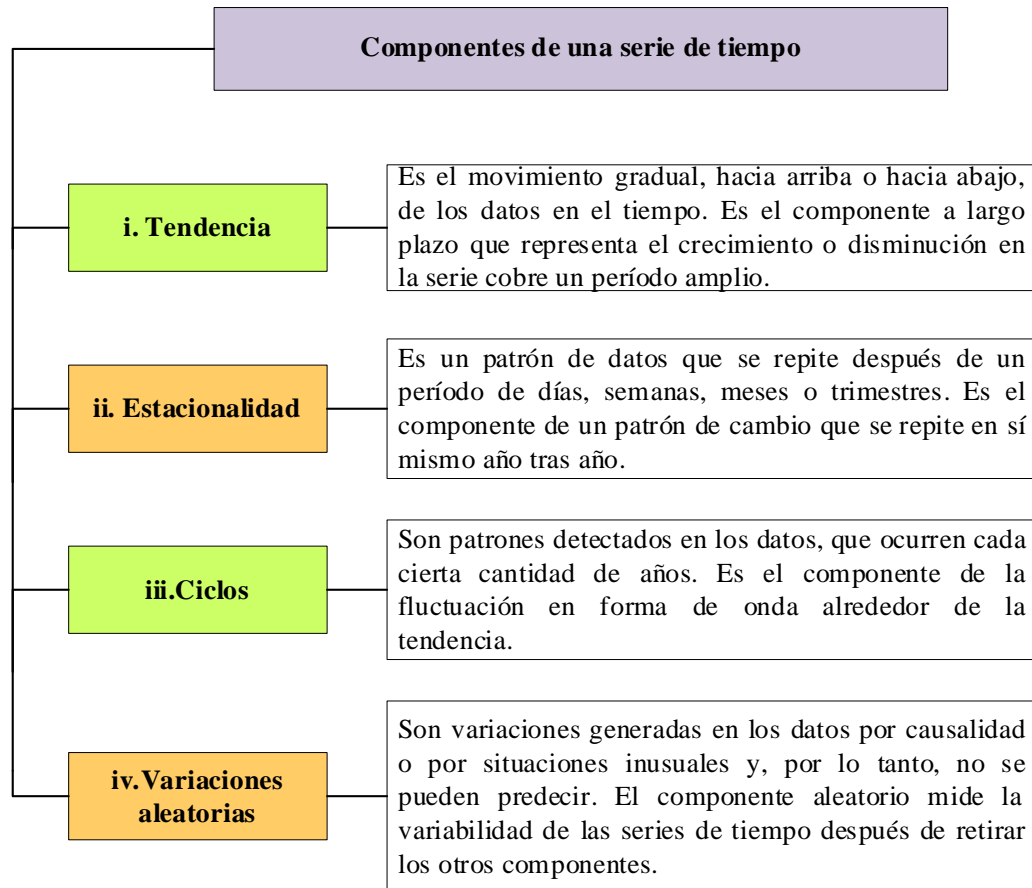 Componentes de una serie de tiempo
i. Tendencia
Es el movimiento gradual, hacia arriba o hacia abajo,
de los datos en el tiempo. Es el componente a largo
plazo que representa el crecimiento o disminución en
la serie cobre un período amplio.
ii. Estacionalidad
Es un patrón de datos que se repite después de un
período de días, semanas, meses o trimestres. Es el
componente de un patrón de cambio que se repite en sí
mismo año tras año.
iii.Ciclos
Son patrones detectados en los datos, que ocurren cada
cierta cantidad de años. Es el componente de la
fluctuación en forma de onda alrededor de la
tendencia.
iv.Variaciones
aleatorias
Son variaciones generadas en los datos por causalidad
o por situaciones inusuales y, por lo tanto, no se
pueden predecir. El componente aleatorio mide la
variabilidad de las series de tiempo después de retirar
los otros componentes.